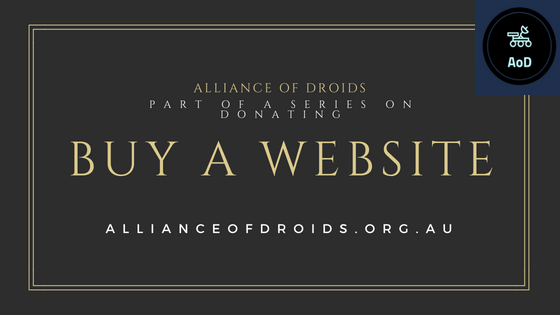 AoD
ALLIANCE OF DROIDS
PART OF A SERIES ON
DONATING
BUY A WEBSITE
ALLIANCEOFDROIDS.ORG.AU